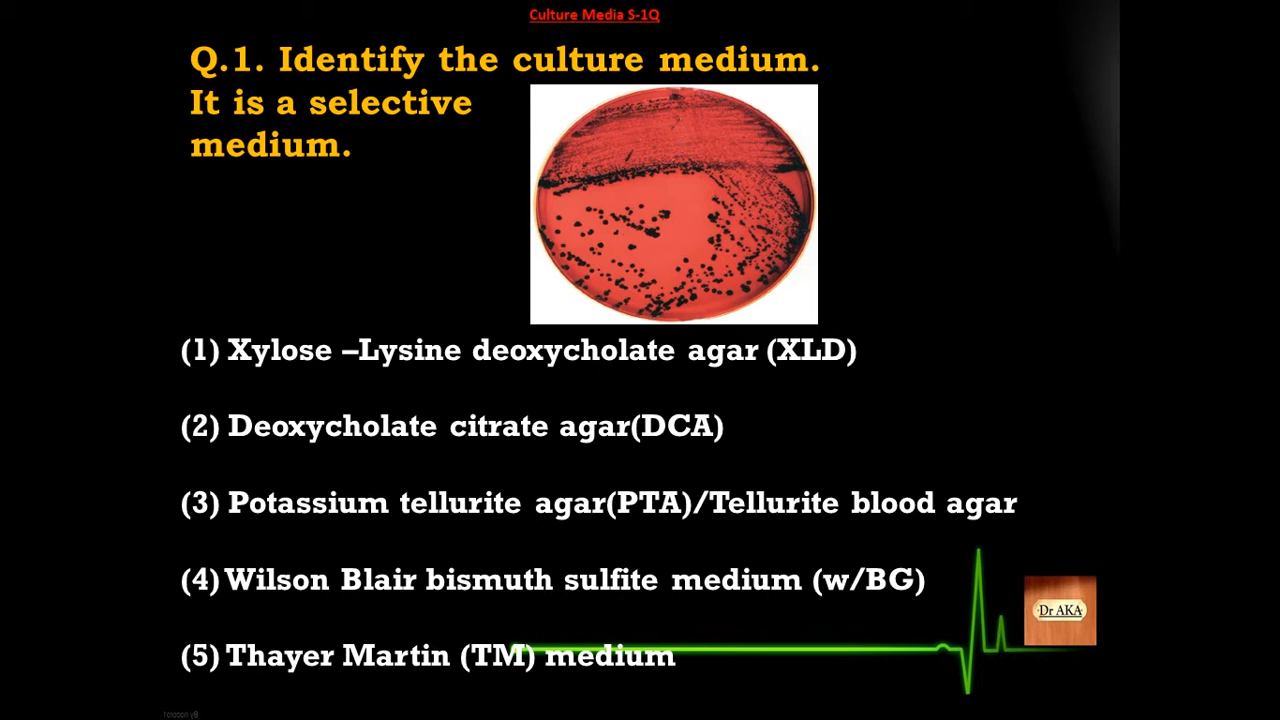 Culture Media S-1Q
Q.1. Identify the culture medium.
It is a selective
medium.
(1) Xylose –Lysine deoxycholate agar (XLD)
(2) Deoxycholate citrate agar(DCA)
(3) Potassium tellurite agar(PTA)/Tellurite blood agar
(4) Wilson Blair bismuth sulfite medium (w/BG)
Dr AKA
(5) Thayer Martin (TM) medium